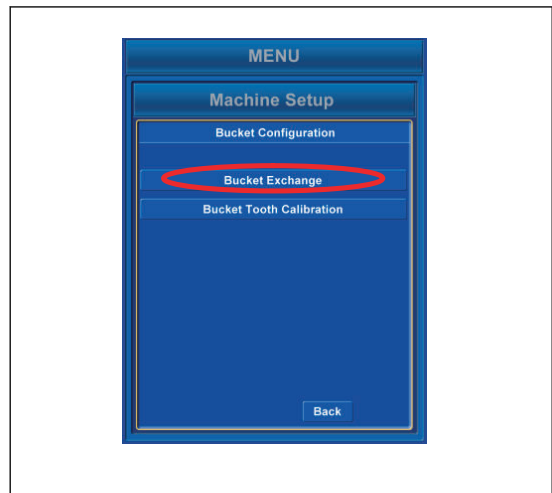 MENU
Machine Setup
Bucket Configuration
Bucket Exchange
Bucket Tooth Calibration
Back